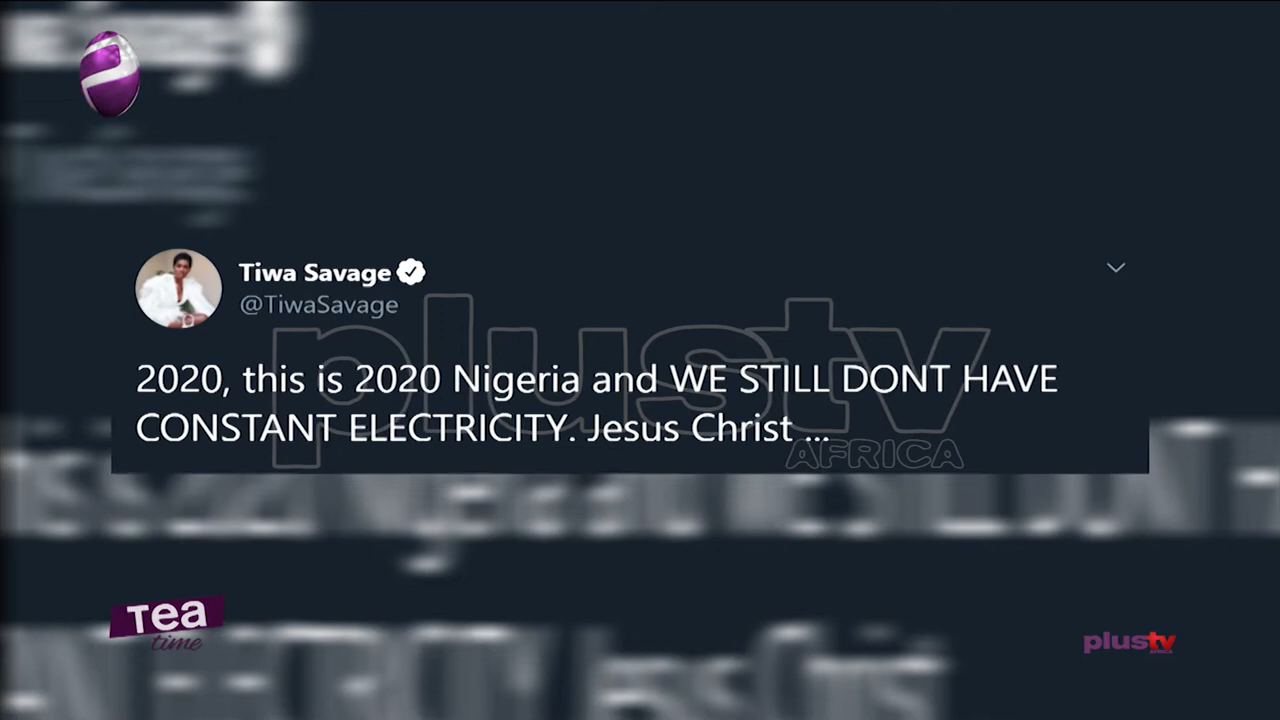 Tiwa Savage
@TiwaSavage
2020, this is 2020 Nigeria and WE STILL DONT HAVE
CONSTANT ELECTRICITY. Jesus Christ ...
plustv
AFRICA
Tea
time
plustv
AFRICA